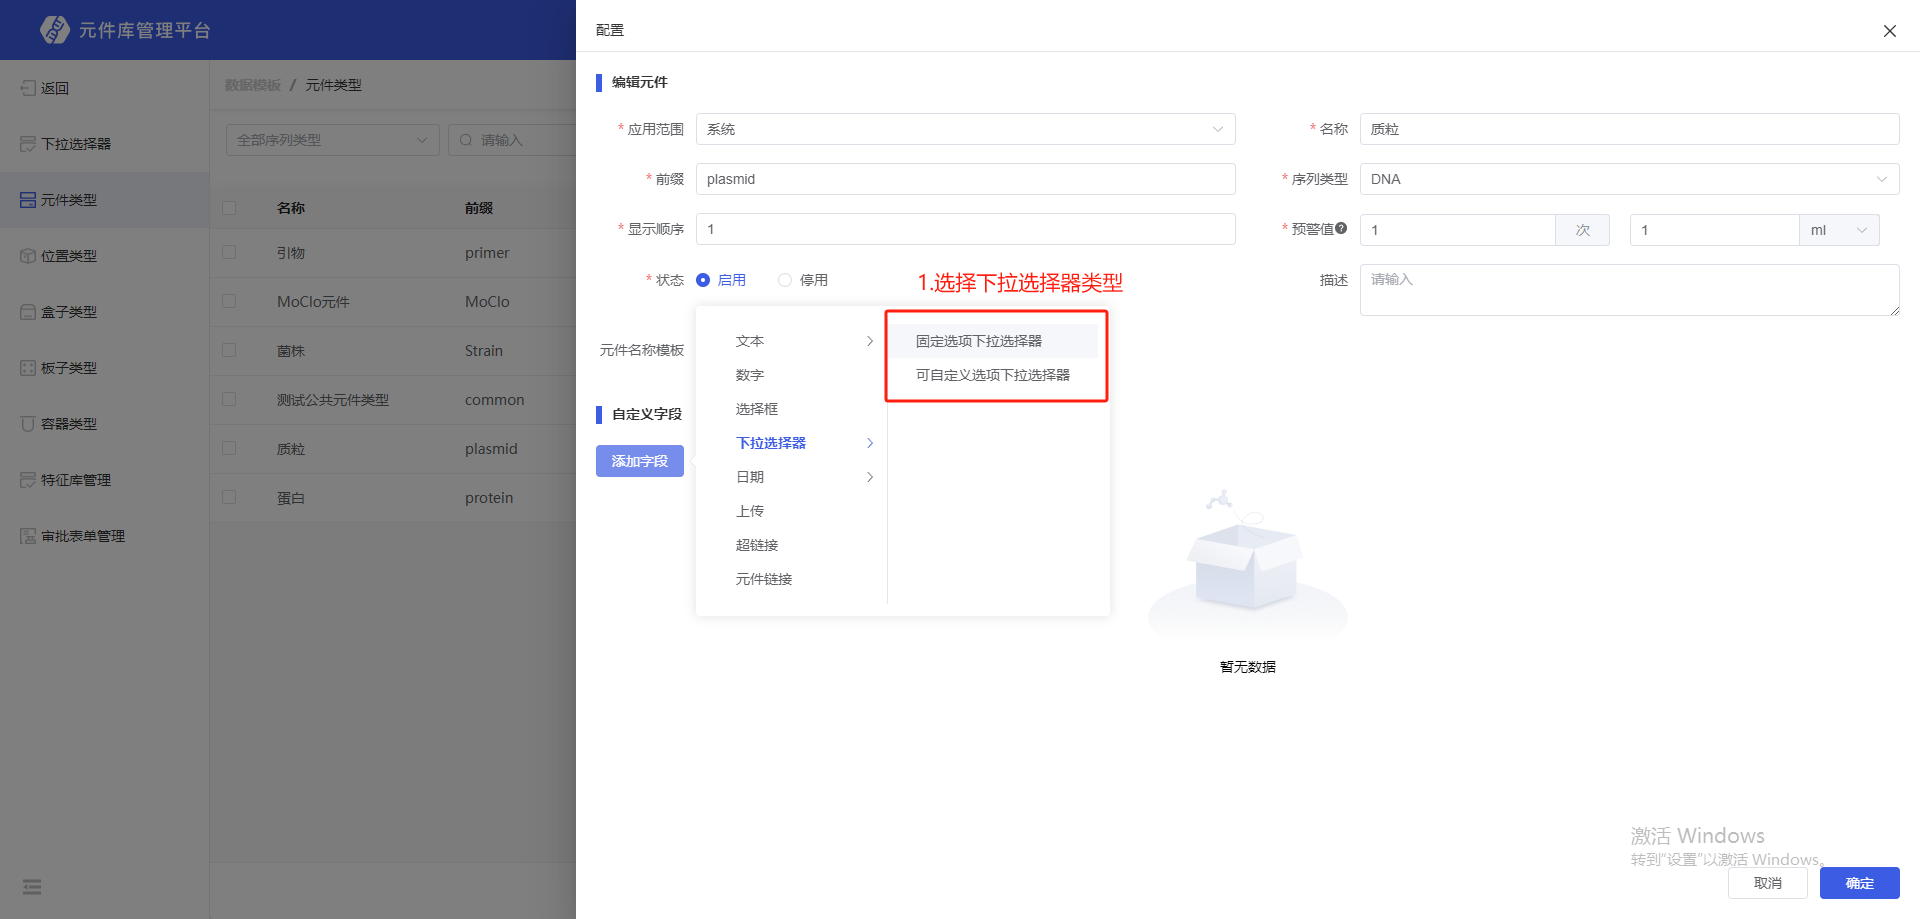 元件库管理平台
返回
下拉选择器
元件类型
位置类型
盒子类型
板子类型
容器类型
特征库管理
审批表单管理
数据模板 / 元件类型
全部序列类型
请输入
名称 前缀
引物 primer
MoClo元件 MoClo
菌株 Strain
测试公共元件类型 common
质粒 plasmid
蛋白 protein
配置
编辑元件
* 应用范围 系统
* 名称 质粒
* 前缀 plasmid
* 序列类型 DNA
* 显示顺序 1
* 预警值 1 次 1 ml
* 状态 启用 停用
1.选择下拉选择器类型
描述 请输入
元件名称模板
自定义字段
添加字段
文本
数字
选择框
下拉选择器
日期
上传
超链接
元件链接
固定选项下拉选择器
可自定义选项下拉选择器
暂无数据
激活 Windows
转到“设置”以激活 Windows。
取消 确定